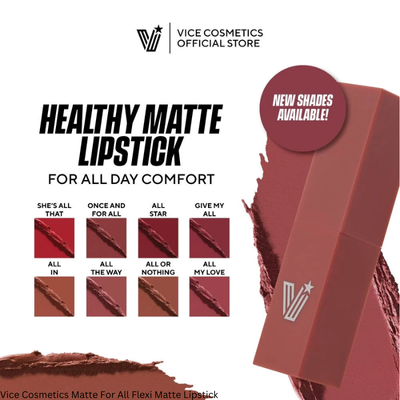 VICE COSMETICS
OFFICIAL STORE
NEW SHADES
AVAILABLE!
HEALTHY MATTE
LIPSTICK
FOR ALL DAY COMFORT
SHE'S ALL THAT
ONCE AND FOR ALL
ALL STAR
GIVE MY ALL
ALL IN
ALL THE WAY
ALL OR NOTHING
ALL MY LOVE
Vice Cosmetics Matte For All Flexi Matte Lipstick